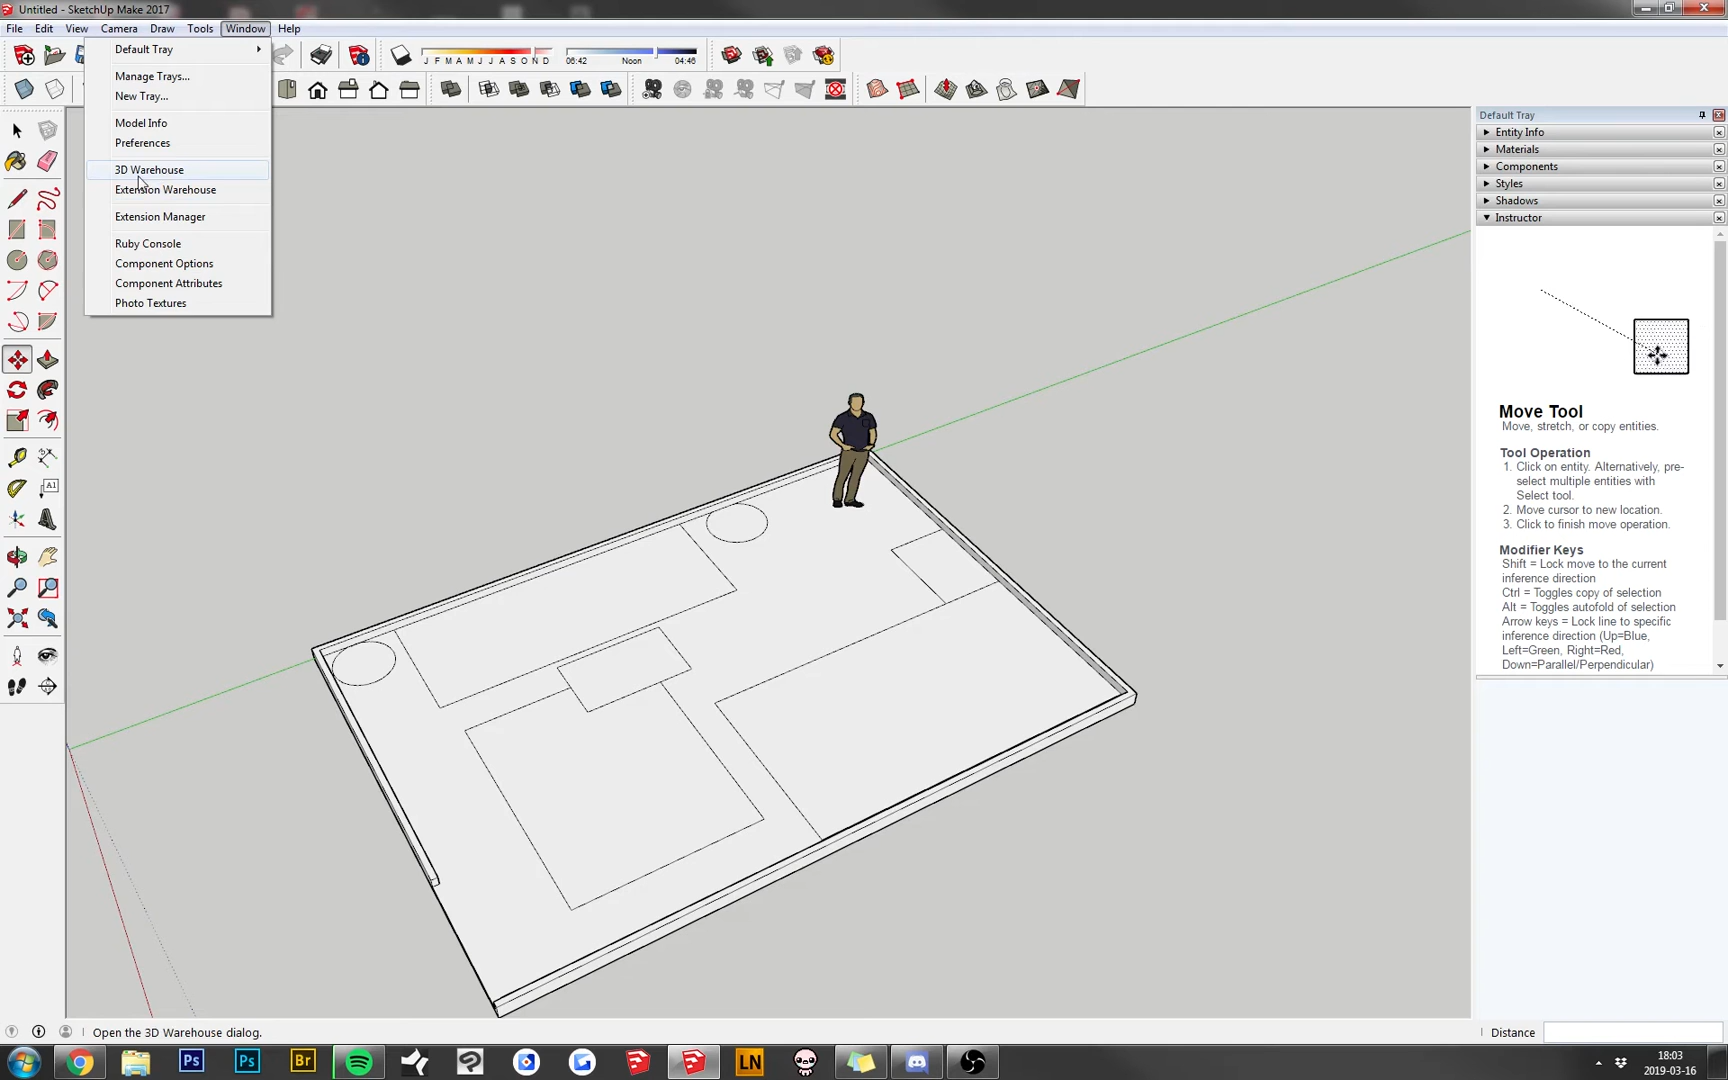 Untitled - SketchUp Make 2017
File Edit View Camera Draw Tools Window Help
Default Tray
Manage Trays...
New Tray...
Model Info
Preferences
3D Warehouse
Extension Warehouse
Extension Manager
Ruby Console
Component Options
Component Attributes
Photo Textures
J F M A M J J A S O N D
06:42 Noon 04:46
A1
Default Tray
Entity Info
Materials
Components
Styles
Shadows
Instructor
Move Tool
Move, stretch, or copy entities.
Tool Operation
1. Click on entity. Alternatively, pre-
select multiple entities with
Select tool.
2. Move cursor to new location.
3. Click to finish move operation.
Modifier Keys
Shift = Lock move to the current
inference direction
Ctrl = Toggles copy of selection
Alt = Toggles autofold of selection
Arrow keys = Lock line to specific
inference direction (Up=Blue,
Left=Green, Right=Red,
Down=Parallel/Perpendicular)
Open the 3D Warehouse dialog.
Distance
Ps
Ps
Br
LN
18:03
2019-03-16